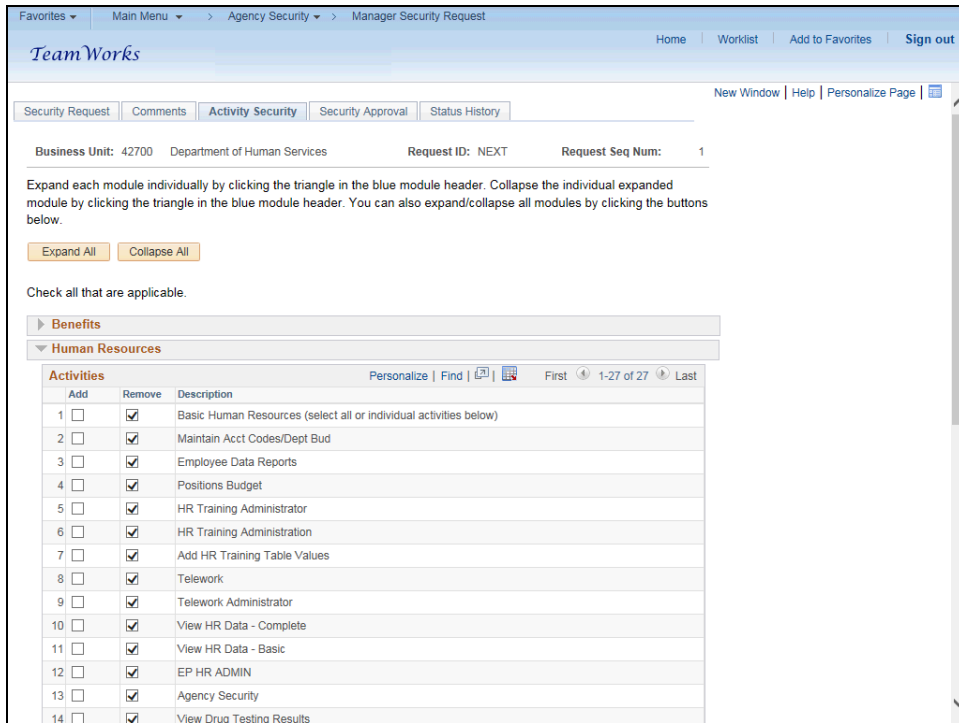 Favorites Main Menu > Agency Security > Manager Security Request
TeamWorks
Home Worklist Add to Favorites Sign out
New Window | Help | Personalize Page |
Security Request Comments Activity Security Security Approval Status History
Business Unit: 42700 Department of Human Services Request ID: NEXT Request Seq Num: 1
Expand each module individually by clicking the triangle in the blue module header. Collapse the individual expanded
module by clicking the triangle in the blue module header. You can also expand/collapse all modules by clicking the buttons
below.
Expand All Collapse All
Check all that are applicable.
Benefits
Human Resources
Activities Personalize | Find | | First 1-27 of 27 Last
Add Remove Description
1 Basic Human Resources (select all or individual activities below)
2 Maintain Acct Codes/Dept Bud
3 Employee Data Reports
4 Positions Budget
5 HR Training Administrator
6 HR Training Administration
7 Add HR Training Table Values
8 Telework
9 Telework Administrator
10 View HR Data - Complete
11 View HR Data - Basic
12 EP HR ADMIN
13 Agency Security
14 View Drug Testing Results